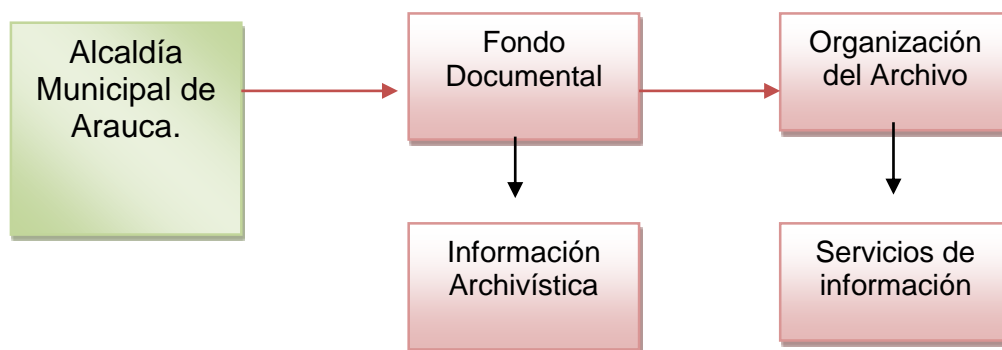 Alcaldía
Municipal de
Arauca.
Fondo
Documental
Organización
del Archivo
Información
Archivística
Servicios de
información